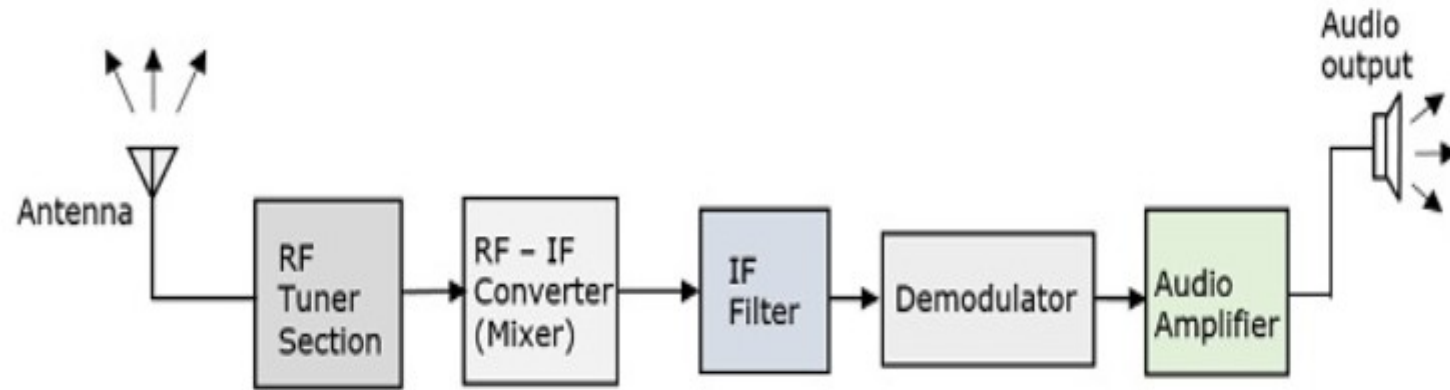 Antenna
RF
Tuner
Section
RF – IF
Converter
(Mixer)
IF
Filter
Demodulator
Audio
Amplifier
Audio
output